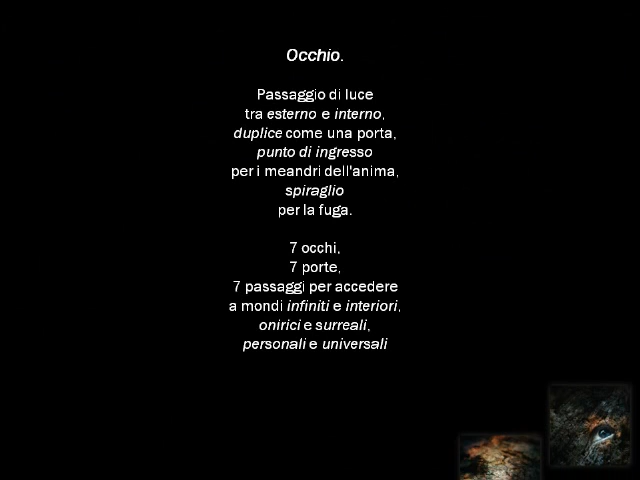 Occhio.
Passaggio di luce
tra esterno e interno,
duplice come una porta,
punto di ingresso
per i meandri dell'anima,
spiraglio
per la fuga.
7 occhi,
7 porte,
7 passaggi per accedere
a mondi infiniti e interiori,
onirici e surreali,
personali e universali